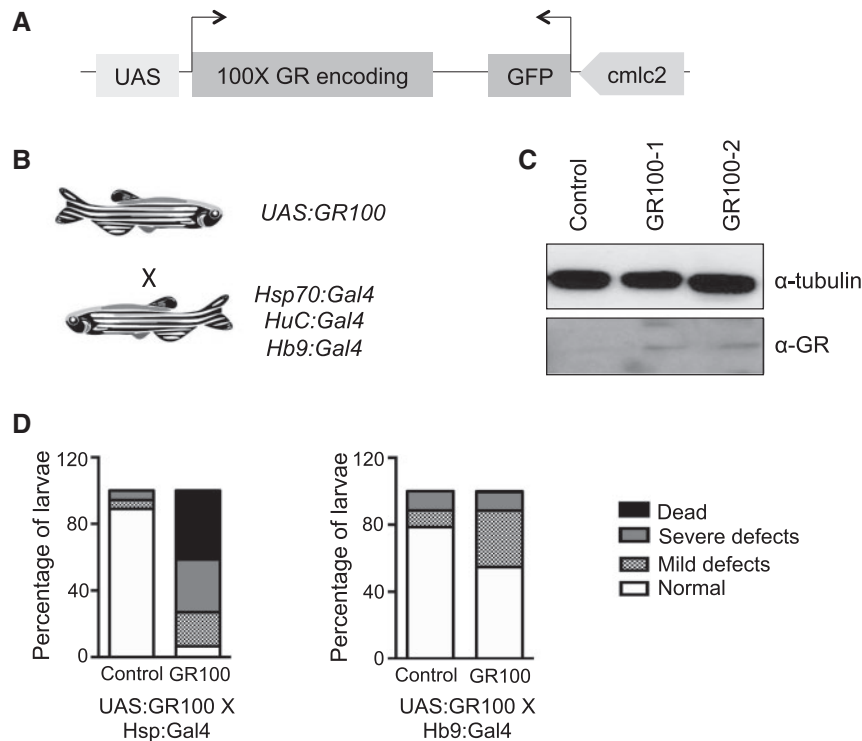 A
UAS
100X GR encoding
GFP
cmlc2
B
UAS:GR100
X
Hsp70:Gal4
HuC:Gal4
Hb9:Gal4
C
Control
GR100-1
GR100-2
α-tubulin
α-GR
D
Percentage of larvae
120
80
40
0
Control GR100
UAS:GR100 X
Hsp:Gal4
Percentage of larvae
120
80
40
0
Control GR100
UAS:GR100 X
Hb9:Gal4
Dead
Severe defects
Mild defects
Normal